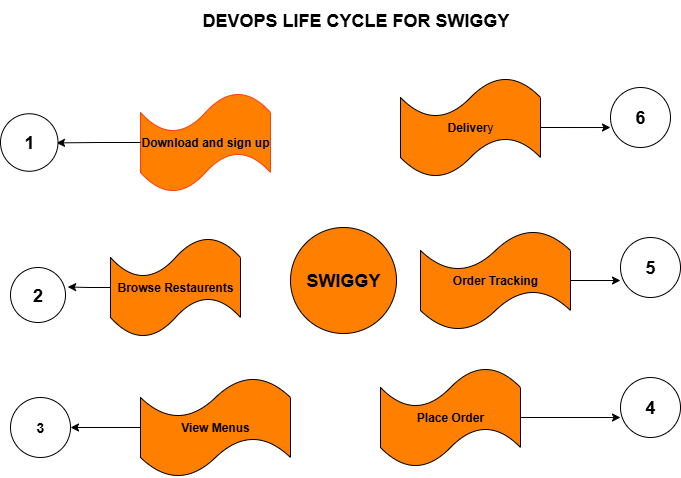 DEVOPS LIFE CYCLE FOR SWIGGY
1
Download and sign up
Delivery
6
2
Browse Restaurents
SWIGGY
Order Tracking
5
3
View Menus
Place Order
4